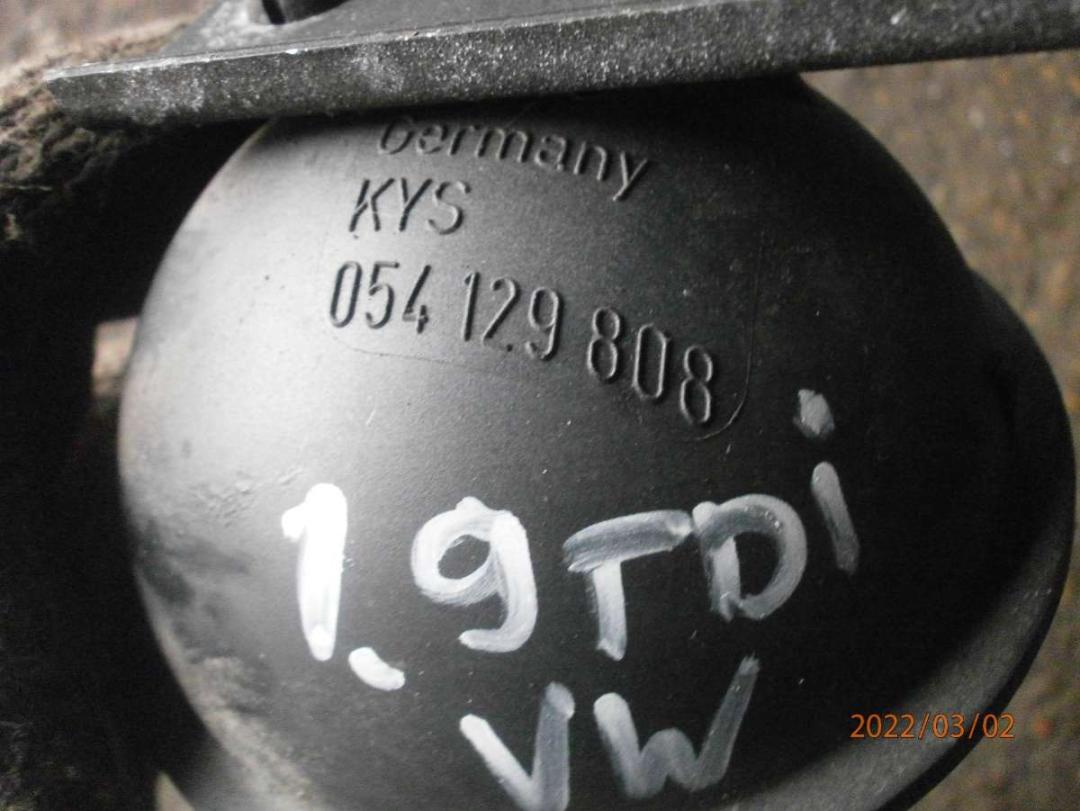 Germany
KYS
054 129 808
1.9TDi
VW
2022/03/02